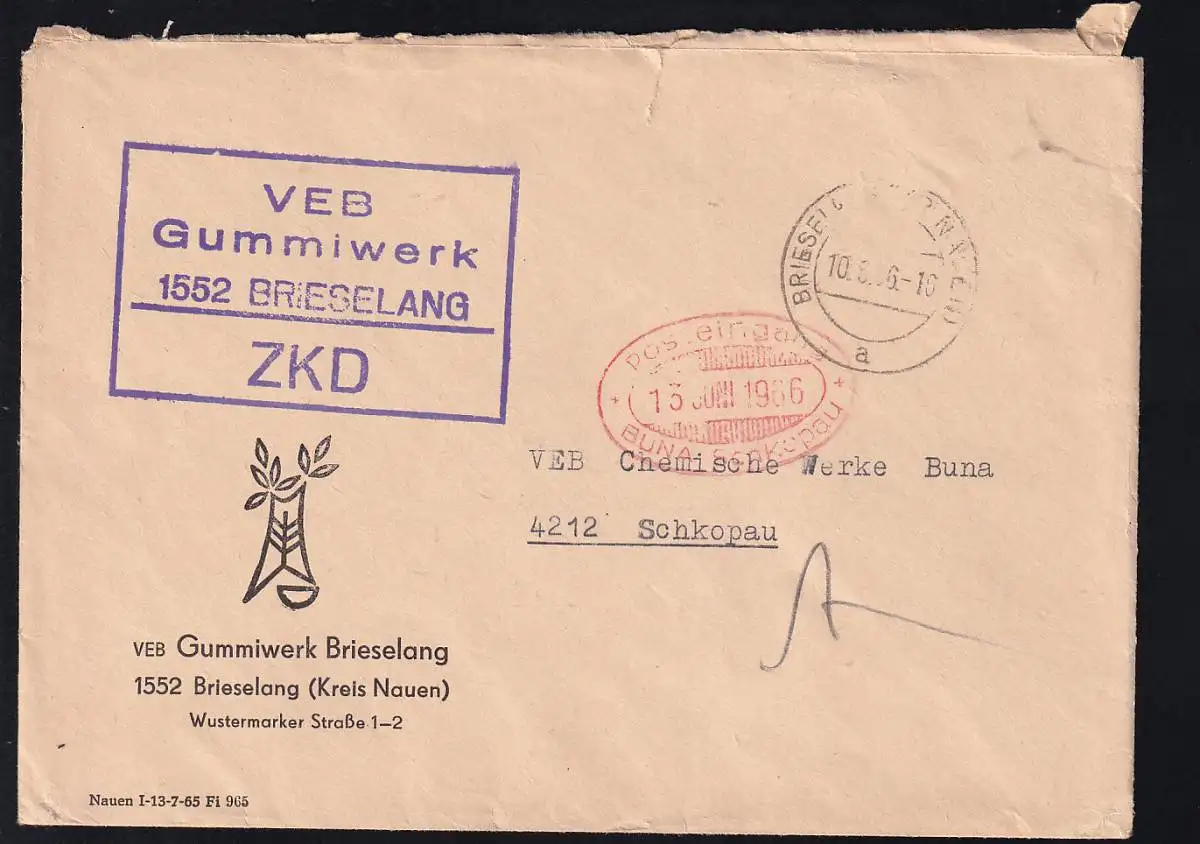 VEB
Gummiwerk
1552 BRIESELANG
ZKD
10.6.66.-16
a
Posteingang
13 JUNI 1966
BUNA Schkopau
VEB Chemische Werke Buna
4212 Schkopau
VEB Gummiwerk Brieselang
1552 Brieselang (Kreis Nauen)
Wustermarker Straße 1-2
Nauen I-13-7-65 Fi 965